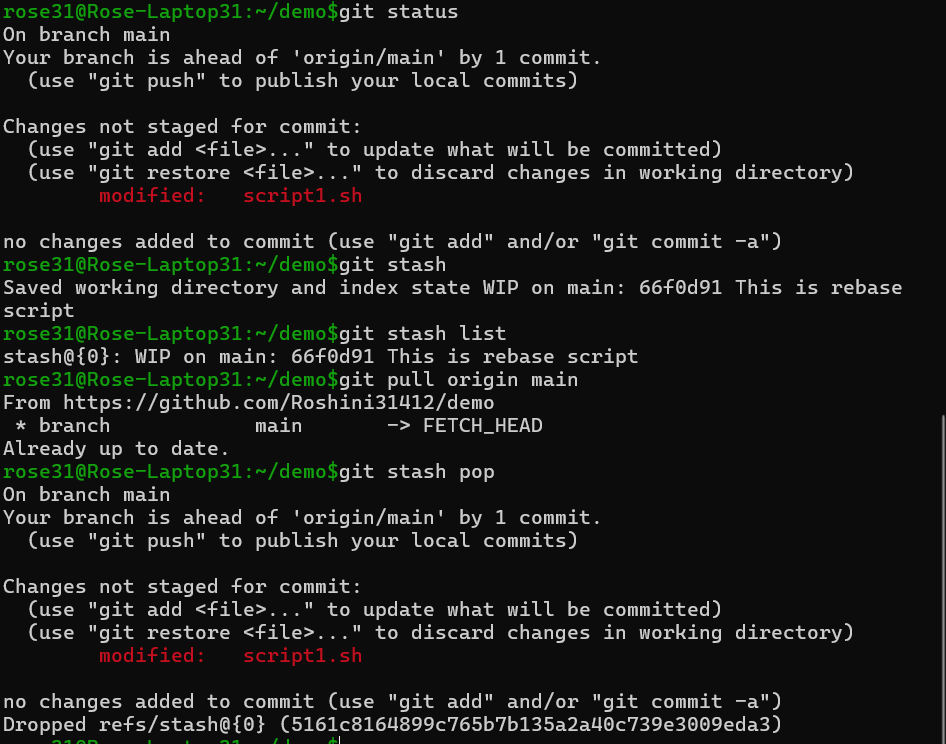 rose31@Rose-Laptop31:~/demo$git status
On branch main
Your branch is ahead of 'origin/main' by 1 commit.
  (use "git push" to publish your local commits)

Changes not staged for commit:
  (use "git add <file>..." to update what will be committed)
  (use "git restore <file>..." to discard changes in working directory)
        modified:   script1.sh

no changes added to commit (use "git add" and/or "git commit -a")
rose31@Rose-Laptop31:~/demo$git stash
Saved working directory and index state WIP on main: 66f0d91 This is rebase
script
rose31@Rose-Laptop31:~/demo$git stash list
stash@{0}: WIP on main: 66f0d91 This is rebase script
rose31@Rose-Laptop31:~/demo$git pull origin main
From https://github.com/Roshini31412/demo
 * branch            main       -> FETCH_HEAD
Already up to date.
rose31@Rose-Laptop31:~/demo$git stash pop
On branch main
Your branch is ahead of 'origin/main' by 1 commit.
  (use "git push" to publish your local commits)

Changes not staged for commit:
  (use "git add <file>..." to update what will be committed)
  (use "git restore <file>..." to discard changes in working directory)
        modified:   script1.sh

no changes added to commit (use "git add" and/or "git commit -a")
Dropped refs/stash@{0} (5161c8164899c765b7b135a2a40c739e3009eda3)
rose31@Rose-Laptop31:~/demo$